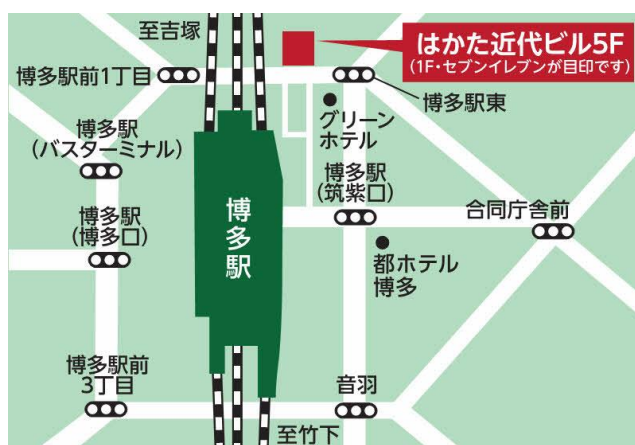 至吉塚
はかた近代ビル5F
(1F・セブンイレブンが目印です)
博多駅前1丁目
博多駅東
グリーン
ホテル
博多駅
(バスターミナル)
博多駅
(筑紫口)
合同庁舎前
博多駅
博多駅
(博多口)
都ホテル
博多
博多駅前
3丁目
音羽
至竹下